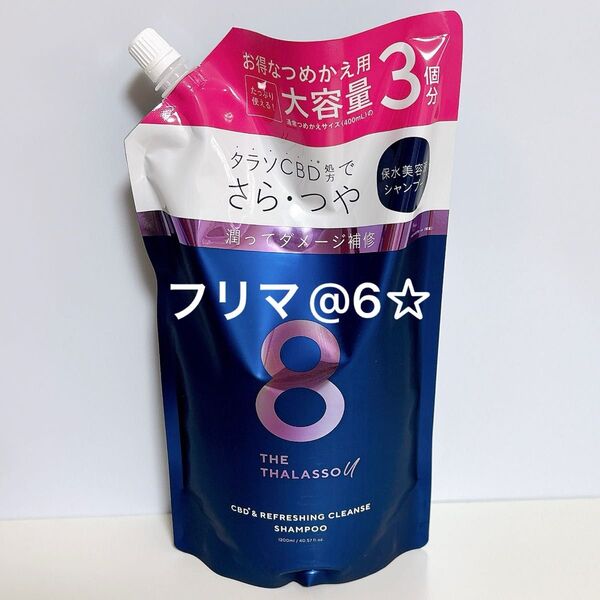 お得なつめかえ用
たっぷり
使える!
大容量
3
個
分
通常つめかえサイズ(400mL)の
タラソCBD処方で
さら・つや
保水美容液
シャンプー
潤ってダメージ補修
フリマ@6☆
8
THE
THALASSO U
CBD* & REFRESHING CLEANSE
SHAMPOO
1200ml / 40.57fl.oz